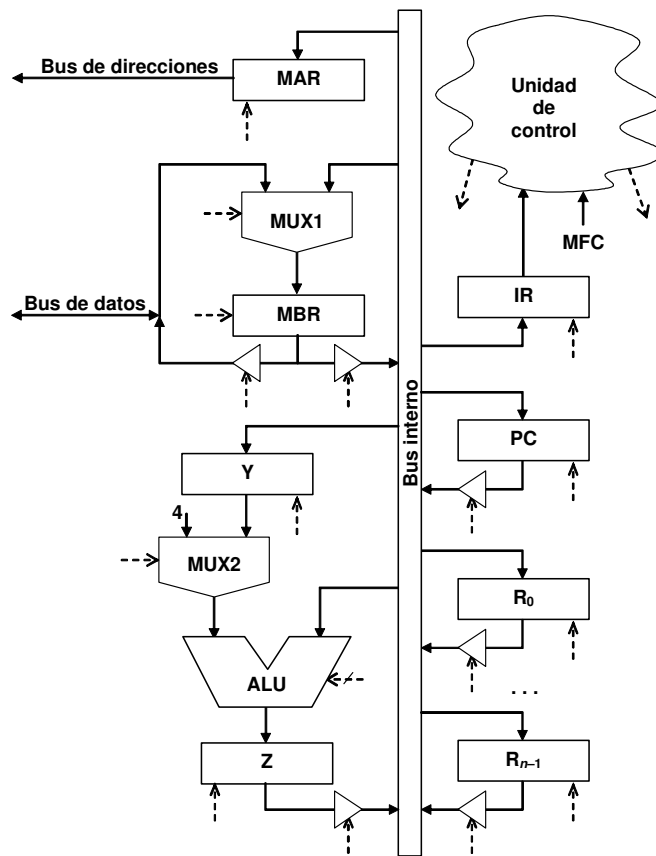 Bus de direcciones
MAR
Unidad
de
control
MUX1
MFC
Bus de datos
MBR
IR
Bus interno
PC
Y
4
MUX2
R0
ALU
. . .
Z
Rn–1